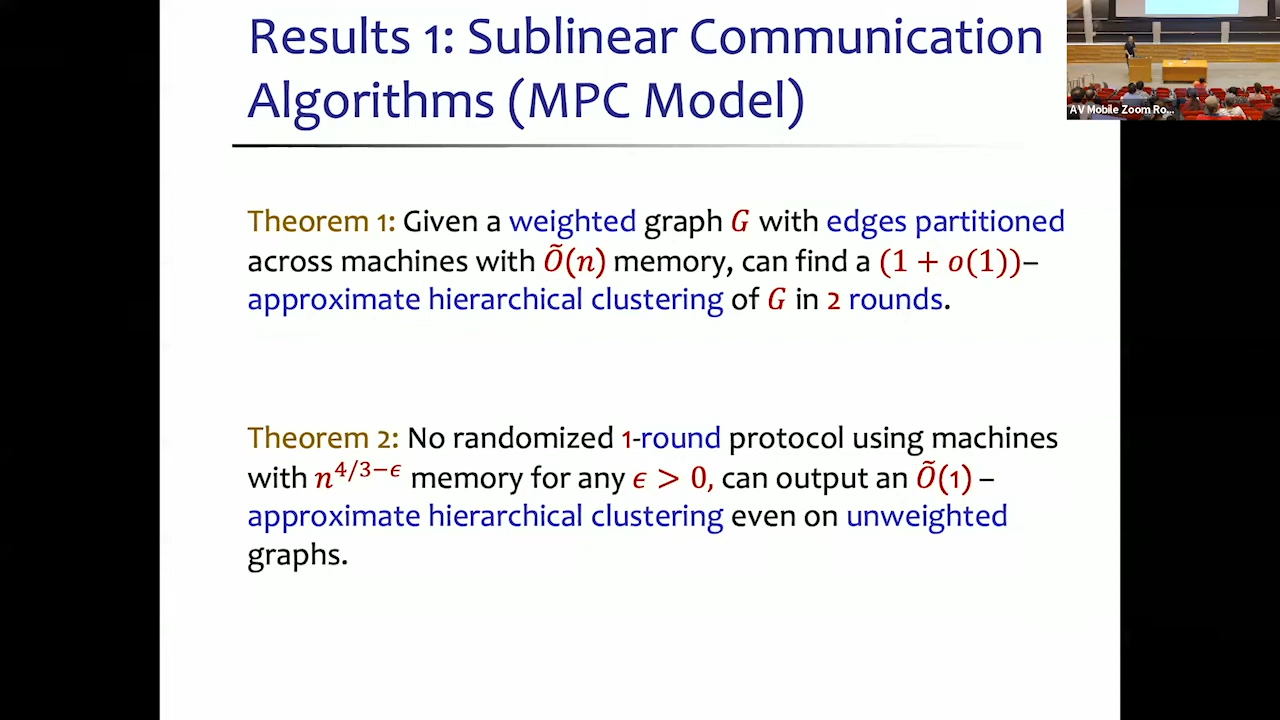 Results 1: Sublinear Communication
Algorithms (MPC Model)
AV Mobile Zoom Ro...
Theorem 1: Given a weighted graph G with edges partitioned
across machines with Õ(n) memory, can find a (1 + o(1))–
approximate hierarchical clustering of G in 2 rounds.
Theorem 2: No randomized 1-round protocol using machines
with n^{4/3−ϵ} memory for any ϵ > 0, can output an Õ(1) –
approximate hierarchical clustering even on unweighted
graphs.